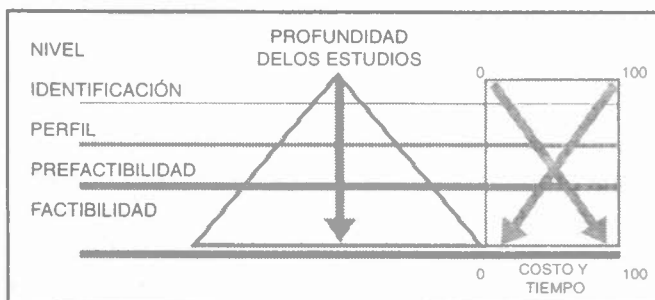 NIVEL
PROFUNDIDAD
DELOS ESTUDIOS
0 100
IDENTIFICACIÓN
PERFIL
PREFACTIBILIDAD
FACTIBILIDAD
0 COSTO Y 100
TIEMPO